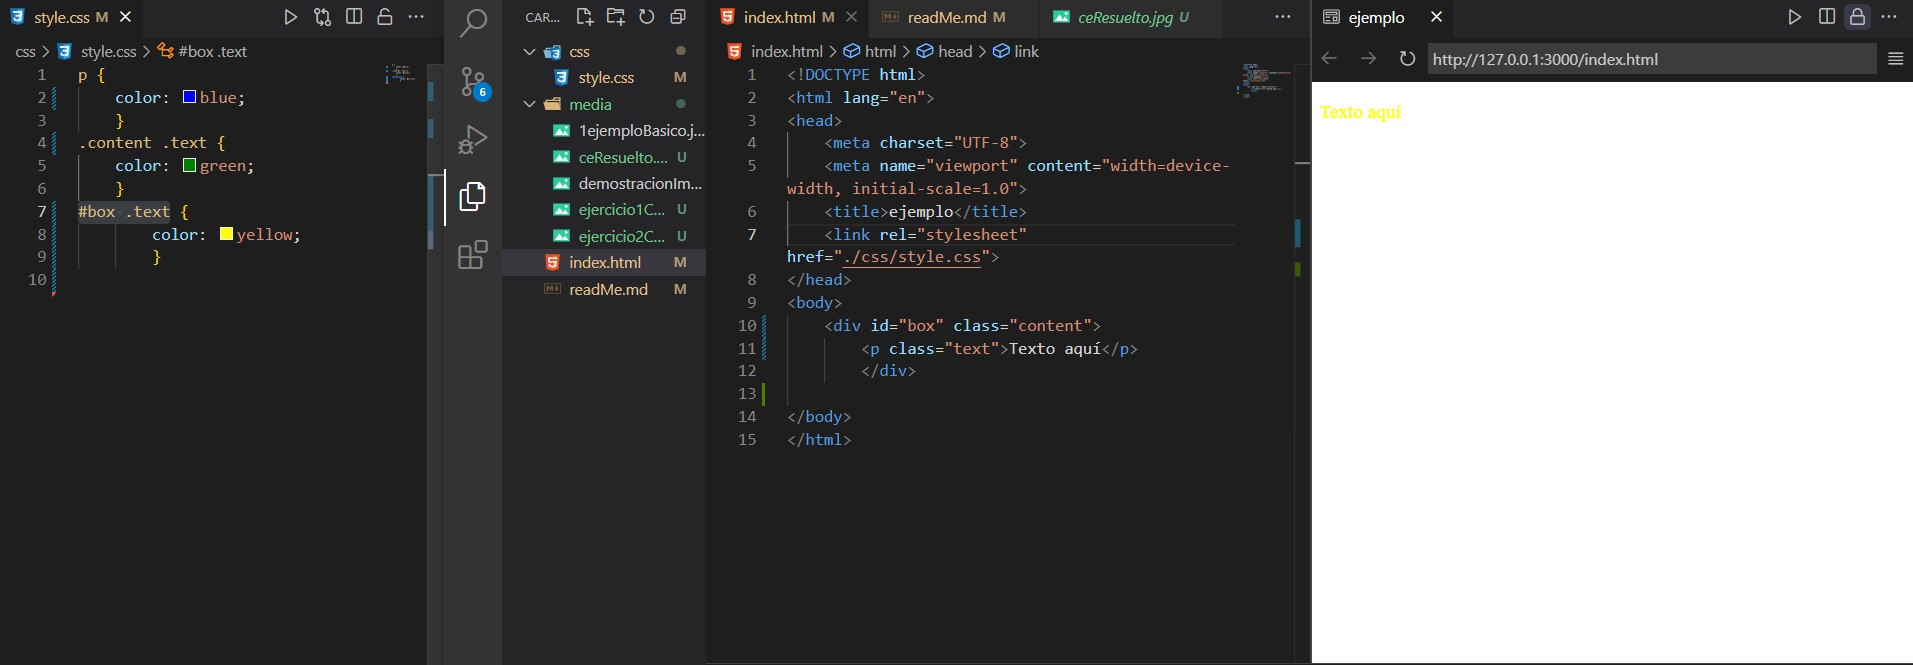 style.css M
css > style.css > #box .text
1 p {
2 color: blue;
3 }
4 .content .text {
5 color: green;
6 }
7 #box .text {
8 color: yellow;
9 }
10
6
CAR...
css
style.css M
media
1ejemploBasico.j...
ceResuelto.... U
demostracionIm...
ejercicio1C... U
ejercicio2C... U
index.html M
readMe.md M
index.html M readMe.md M ceResuelto.jpg U
index.html > html > head > link
1 <!DOCTYPE html>
2 <html lang="en">
3 <head>
4 <meta charset="UTF-8">
5 <meta name="viewport" content="width=device-
width, initial-scale=1.0">
6 <title>ejemplo</title>
7 <link rel="stylesheet"
href="./css/style.css">
8 </head>
9 <body>
10 <div id="box" class="content">
11 <p class="text">Texto aquí</p>
12 </div>
13
14 </body>
15 </html>
ejemplo
http://127.0.0.1:3000/index.html
Texto aquí